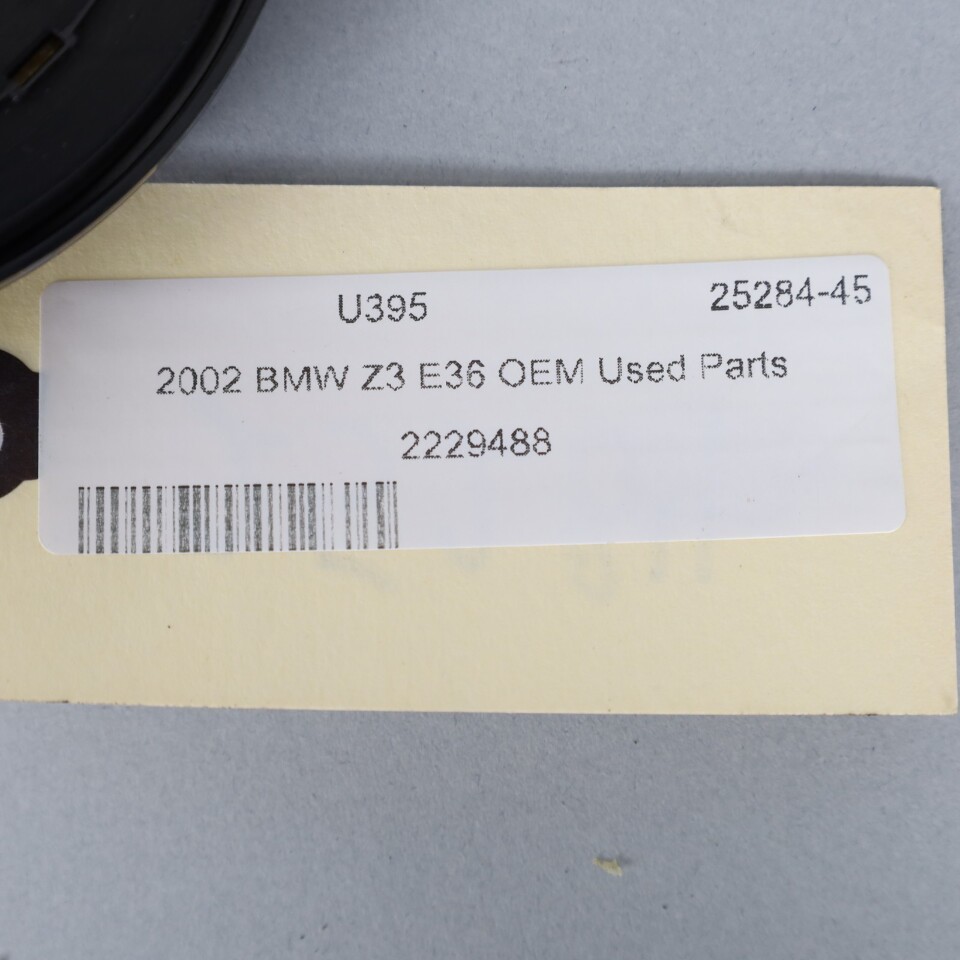 U395 25284-45
2002 BMW Z3 E36 OEM Used Parts
2229488